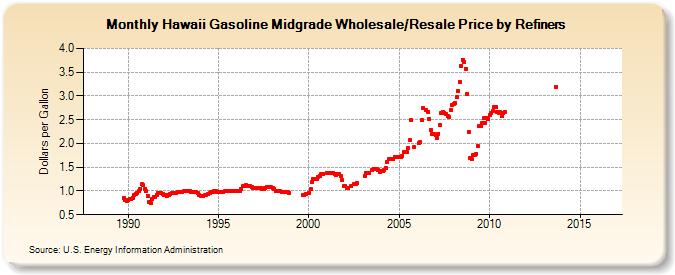 Monthly Hawaii Gasoline Midgrade Wholesale/Resale Price by Refiners
Dollars per Gallon
4.0
3.5
3.0
2.5
2.0
1.5
1.0
0.5
1990 1995 2000 2005 2010 2015
Source: U.S. Energy Information Administration